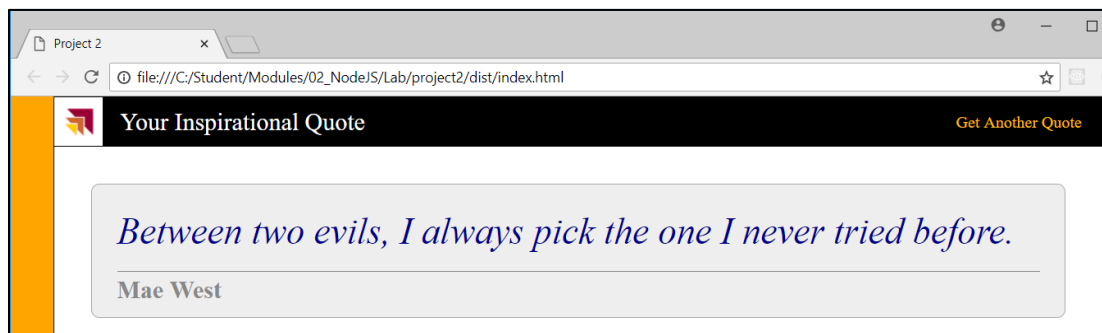 Project 2
file:///C:/Student/Modules/02_NodeJS/Lab/project2/dist/index.html
Your Inspirational Quote
Get Another Quote
Between two evils, I always pick the one I never tried before.
Mae West